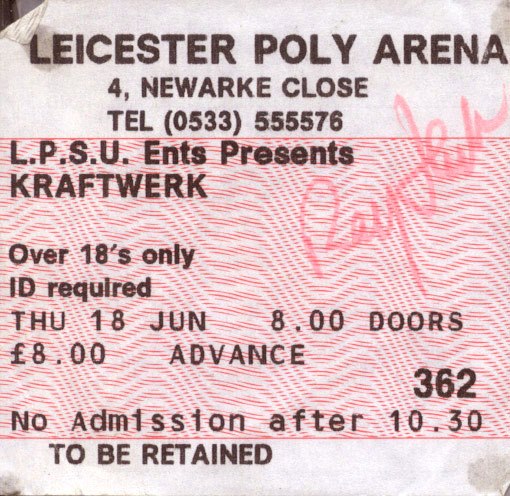 LEICESTER POLY ARENA
4, NEWARKE CLOSE
TEL (0533) 555576
L.P.S.U. Ents Presents
KRAFTWERK
Over 18's only
ID required
THU 18 JUN 8.00 DOORS
£8.00 ADVANCE
362
No Admission after 10.30
TO BE RETAINED